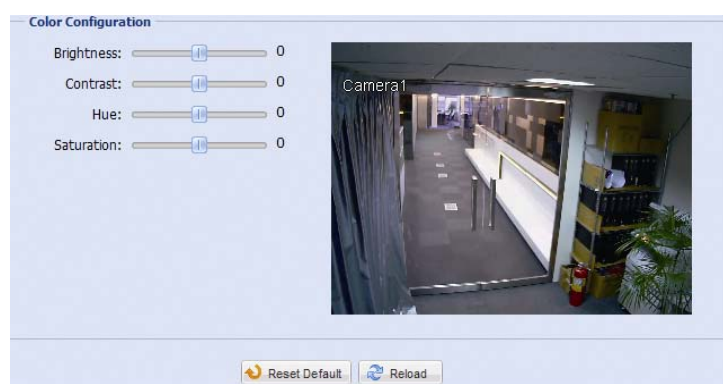 Color Configuration
Brightness: 0
Contrast: 0
Hue: 0
Saturation: 0
Camera1
Reset Default
Reload